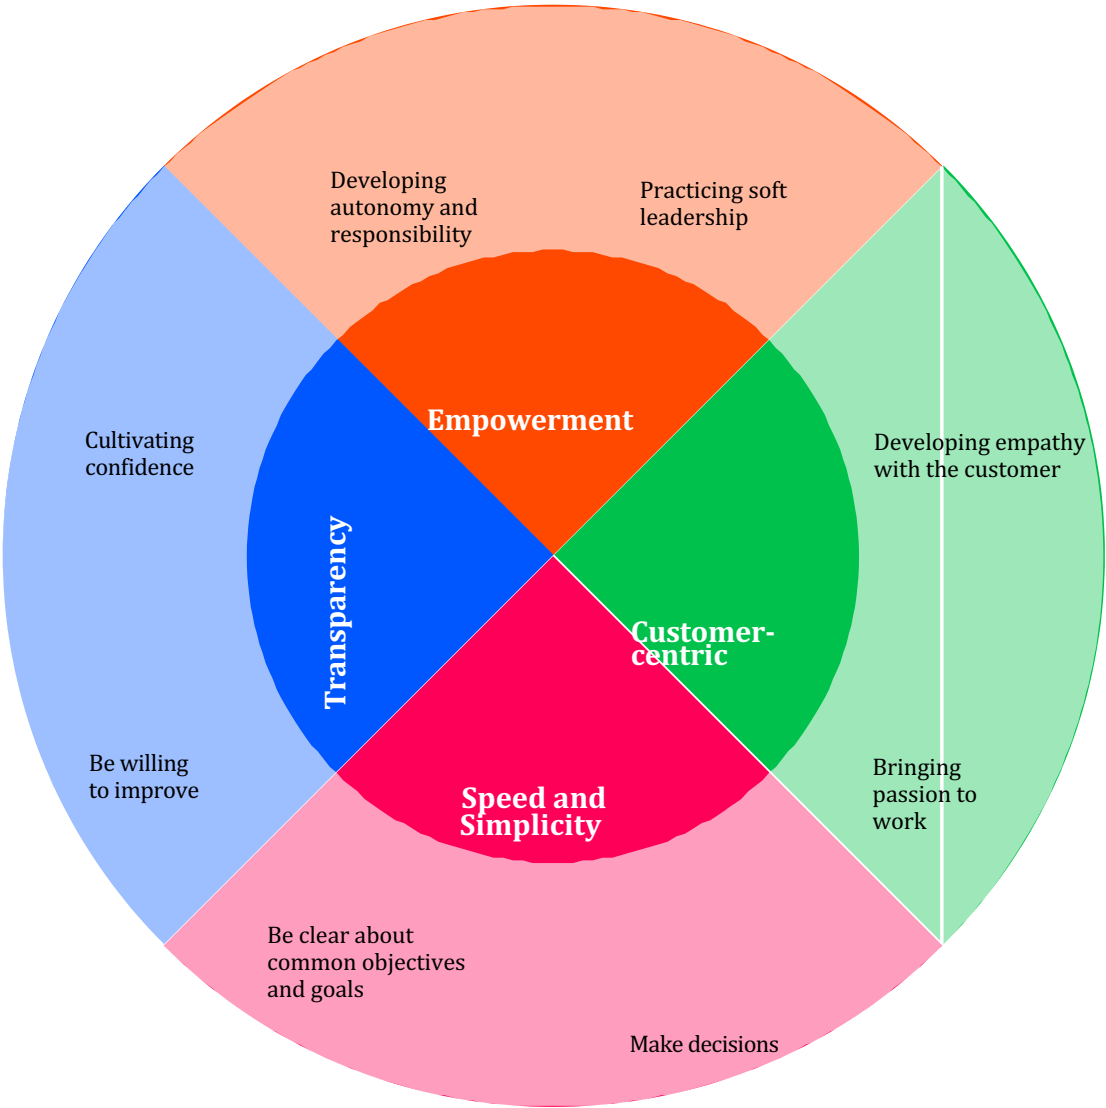 Developing
autonomy and
responsibility
Practicing soft
leadership
Empowerment
Cultivating
confidence
Developing empathy
with the customer
Transparency
Customer-
centric
Be willing
to improve
Bringing
passion to
work
Speed and
Simplicity
Be clear about
common objectives
and goals
Make decisions